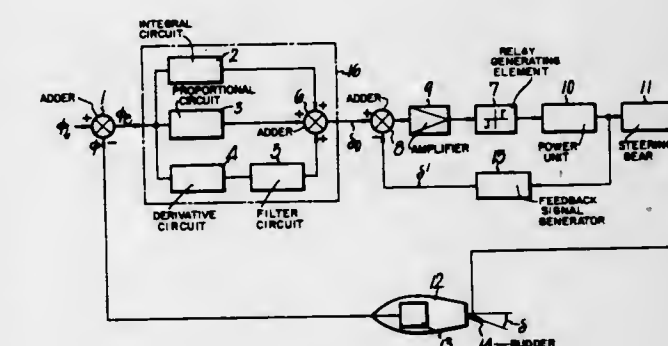 INTEGRAL
CIRCUIT
2
16
RELAY
GENERATING
ELEMENT
ADDER
1
PROPORTIONAL
CIRCUIT
3
6
ADDER
ADDER
9
7
10
11
8
AMPLIFIER
POWER
UNIT
STEERING
GEAR
4
5
DERIVATIVE
CIRCUIT
FILTER
CIRCUIT
δ'
15
FEEDBACK
SIGNAL
GENERATOR
12
13
14
RUDDER
δ